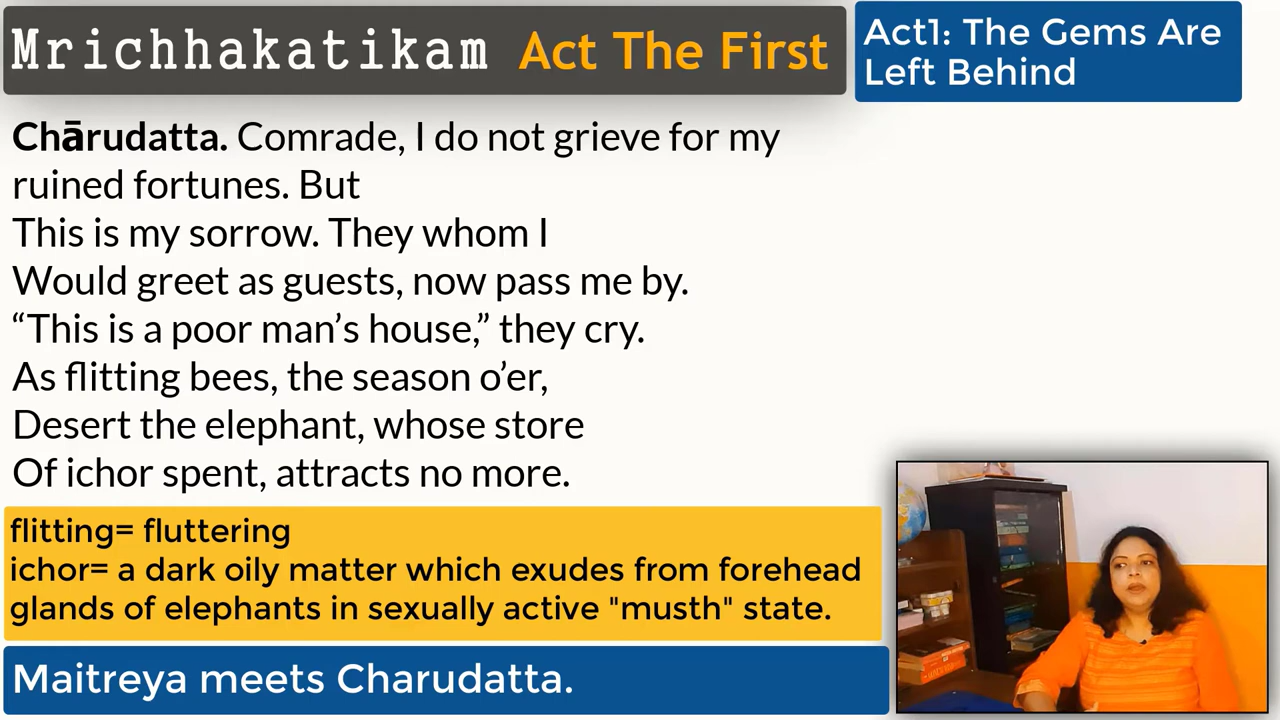 Mrichhakatikam Act The First
Act1: The Gems Are
Left Behind
Chārudatta. Comrade, I do not grieve for my
ruined fortunes. But
This is my sorrow. They whom I
Would greet as guests, now pass me by.
“This is a poor man’s house,” they cry.
As flitting bees, the season o’er,
Desert the elephant, whose store
Of ichor spent, attracts no more.
flitting= fluttering
ichor= a dark oily matter which exudes from forehead
glands of elephants in sexually active "musth" state.
Maitreya meets Charudatta.